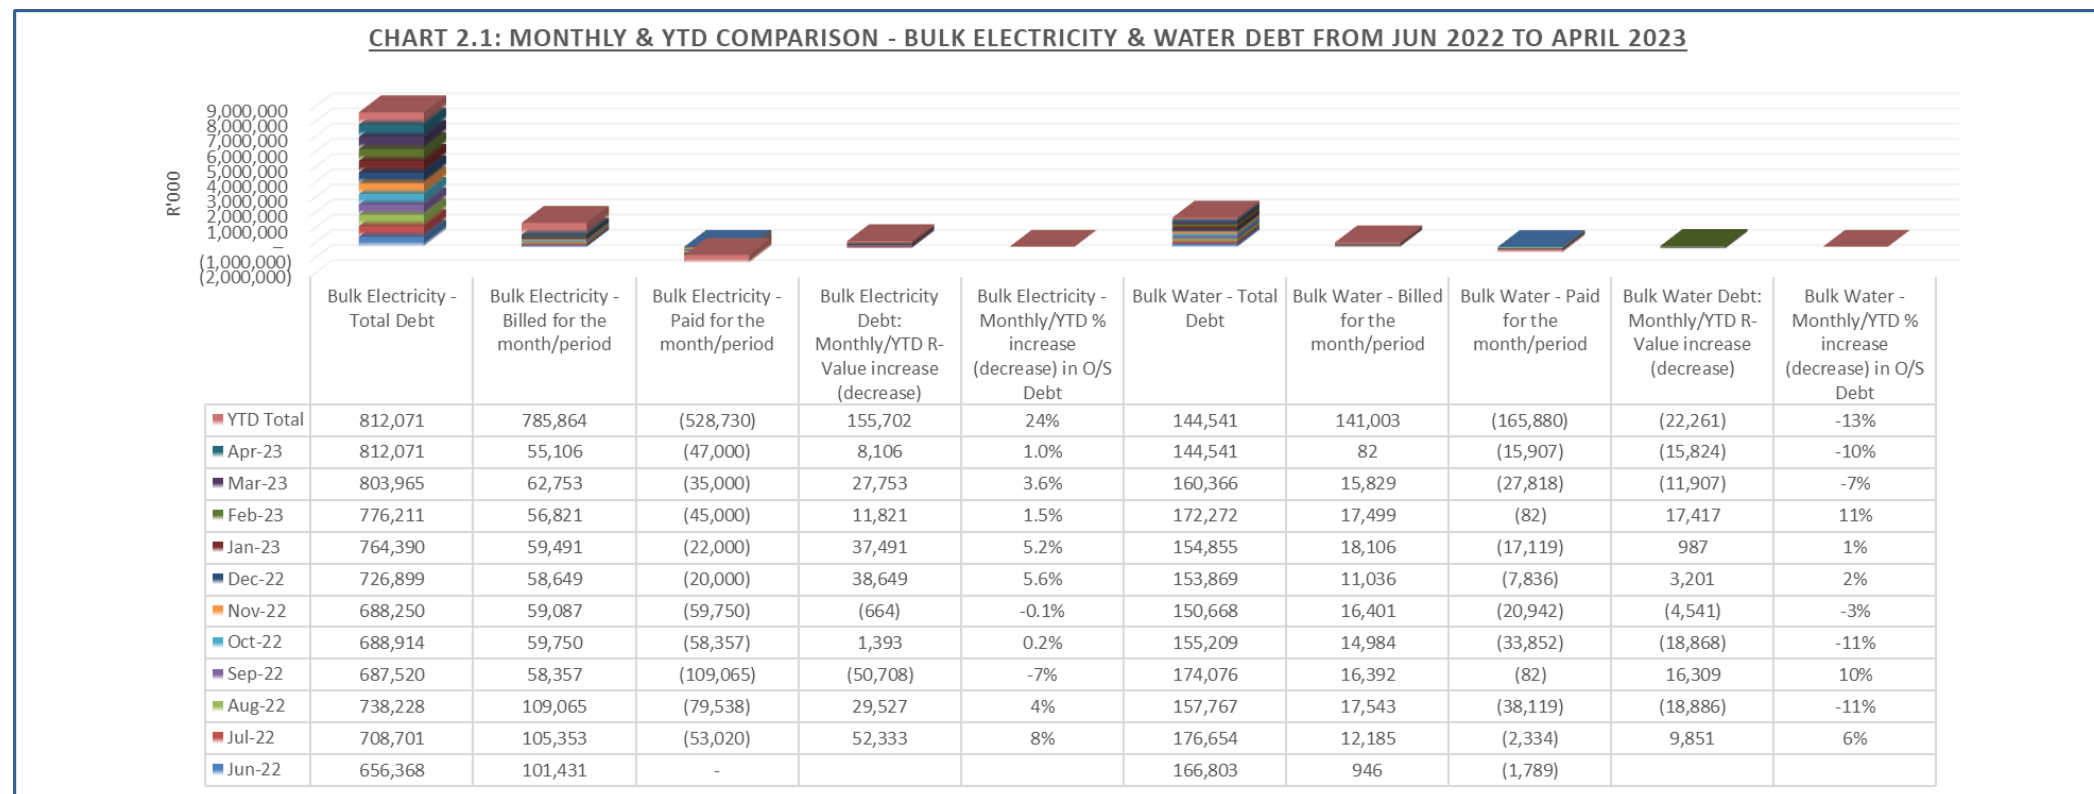 CHART 2.1: MONTHLY & YTD COMPARISON - BULK ELECTRICITY & WATER DEBT FROM JUN 2022 TO APRIL 2023
R'000
9,000,000
8,000,000
7,000,000
6,000,000
5,000,000
4,000,000
3,000,000
2,000,000
1,000,000
–
(1,000,000)
(2,000,000)
Bulk Electricity -
Total Debt
Bulk Electricity -
Billed for the
month/period
Bulk Electricity -
Paid for the
month/period
Bulk Electricity
Debt:
Monthly/YTD R-
Value increase
(decrease)
Bulk Electricity -
Monthly/YTD %
increase
(decrease) in O/S
Debt
Bulk Water - Total
Debt
Bulk Water - Billed
for the
month/period
Bulk Water - Paid
for the
month/period
Bulk Water Debt:
Monthly/YTD R-
Value increase
(decrease)
Bulk Water -
Monthly/YTD %
increase
(decrease) in O/S
Debt
YTD Total 812,071 785,864 (528,730) 155,702 24% 144,541 141,003 (165,880) (22,261) -13%
Apr-23 812,071 55,106 (47,000) 8,106 1.0% 144,541 82 (15,907) (15,824) -10%
Mar-23 803,965 62,753 (35,000) 27,753 3.6% 160,366 15,829 (27,818) (11,907) -7%
Feb-23 776,211 56,821 (45,000) 11,821 1.5% 172,272 17,499 (82) 17,417 11%
Jan-23 764,390 59,491 (22,000) 37,491 5.2% 154,855 18,106 (17,119) 987 1%
Dec-22 726,899 58,649 (20,000) 38,649 5.6% 153,869 11,036 (7,836) 3,201 2%
Nov-22 688,250 59,087 (59,750) (664) -0.1% 150,668 16,401 (20,942) (4,541) -3%
Oct-22 688,914 59,750 (58,357) 1,393 0.2% 155,209 14,984 (33,852) (18,868) -11%
Sep-22 687,520 58,357 (109,065) (50,708) -7% 174,076 16,392 (82) 16,309 10%
Aug-22 738,228 109,065 (79,538) 29,527 4% 157,767 17,543 (38,119) (18,886) -11%
Jul-22 708,701 105,353 (53,020) 52,333 8% 176,654 12,185 (2,334) 9,851 6%
Jun-22 656,368 101,431 - 166,803 946 (1,789)